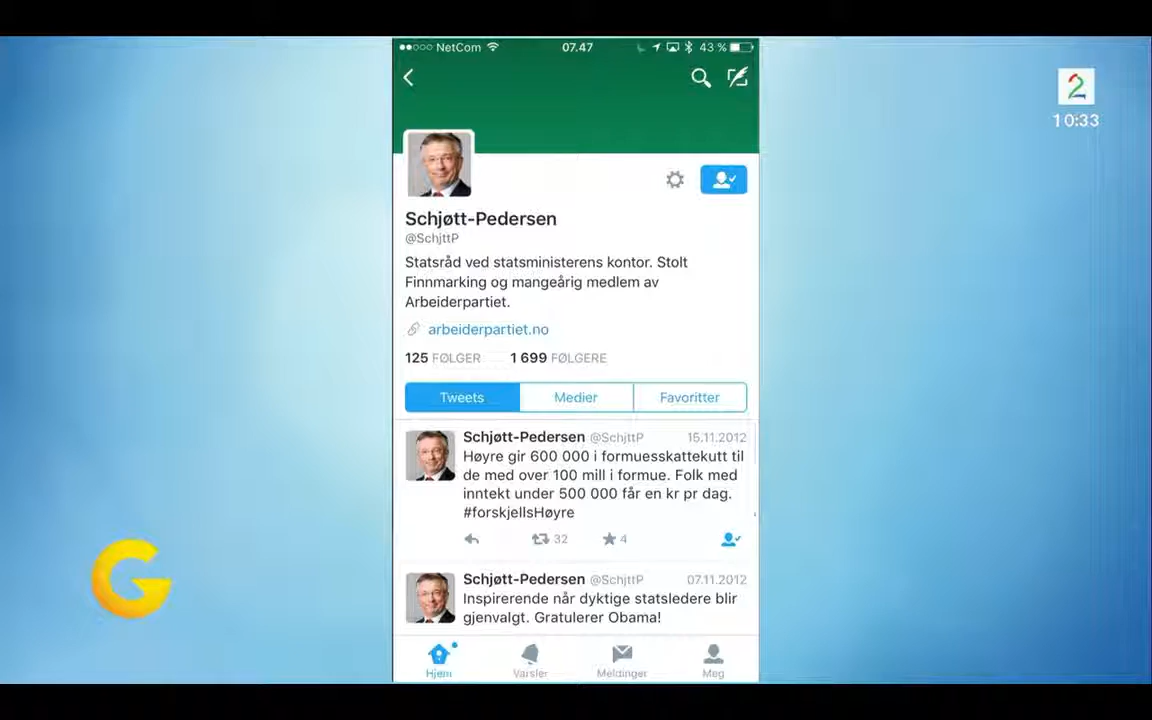 NetCom 07.47 43 %
2
10:33
Schjøtt-Pedersen
@SchjttP
Statsråd ved statsministerens kontor. Stolt
Finnmarking og mangeårig medlem av
Arbeiderpartiet.
arbeiderpartiet.no
125 FØLGER 1 699 FØLGERE
Tweets Medier Favoritter
Schjøtt-Pedersen @SchjttP 15.11.2012
Høyre gir 600 000 i formuesskattekutt til
de med over 100 mill i formue. Folk med
inntekt under 500 000 får en kr pr dag.
#forskjellsHøyre
32 4
Schjøtt-Pedersen @SchjttP 07.11.2012
Inspirerende når dyktige statsledere blir
gjenvalgt. Gratulerer Obama!
G
Hjem Varsler Meldinger Meg